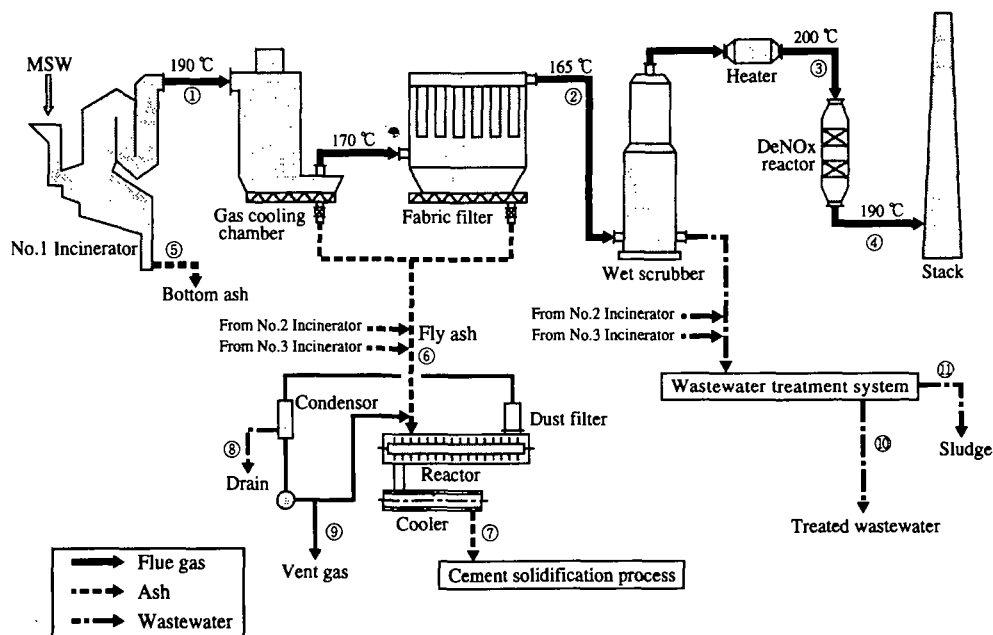 MSW
190 ℃
①
No.1 Incinerator
⑤
Bottom ash
Gas cooling
chamber
170 ℃
Fabric filter
165 ℃
②
Wet scrubber
Heater
200 ℃
③
DeNOx
reactor
190 ℃
④
Stack
From No.2 Incinerator
From No.3 Incinerator
Fly ash
⑥
From No.2 Incinerator
From No.3 Incinerator
Wastewater treatment system
⑪
Sludge
⑩
Treated wastewater
Condensor
Dust filter
⑧
Drain
Reactor
Cooler
⑨
Vent gas
⑦
Cement solidification process
Flue gas
Ash
Wastewater